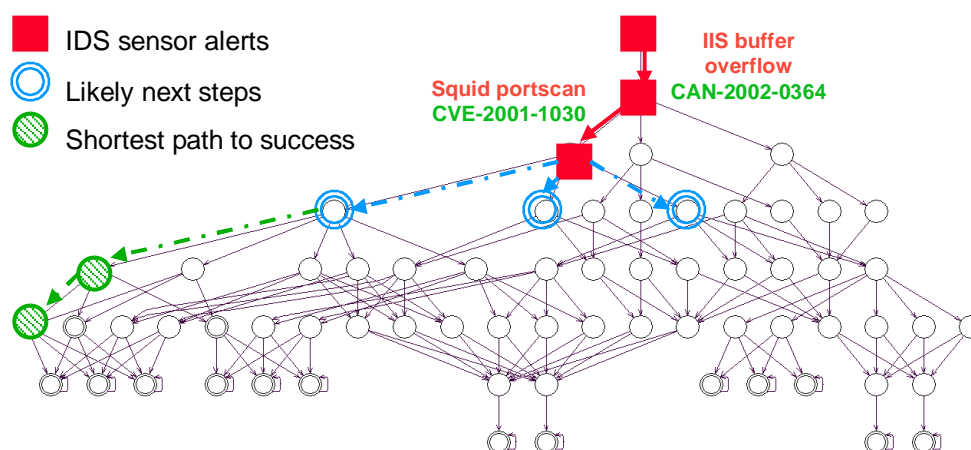 IDS sensor alerts
Likely next steps
Shortest path to success
IIS buffer
overflow
CAN-2002-0364
Squid portscan
CVE-2001-1030